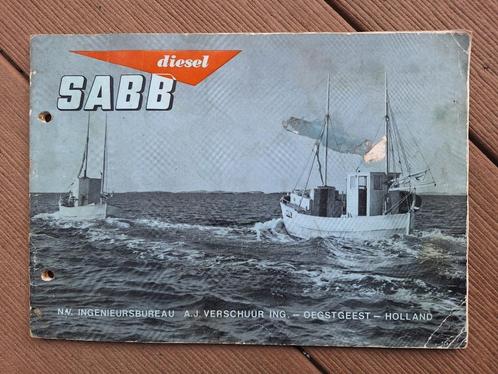 diesel
SABB
N.V. INGENIEURSBUREAU A.J. VERSCHUUR ING. — OEGSTGEEST — HOLLAND